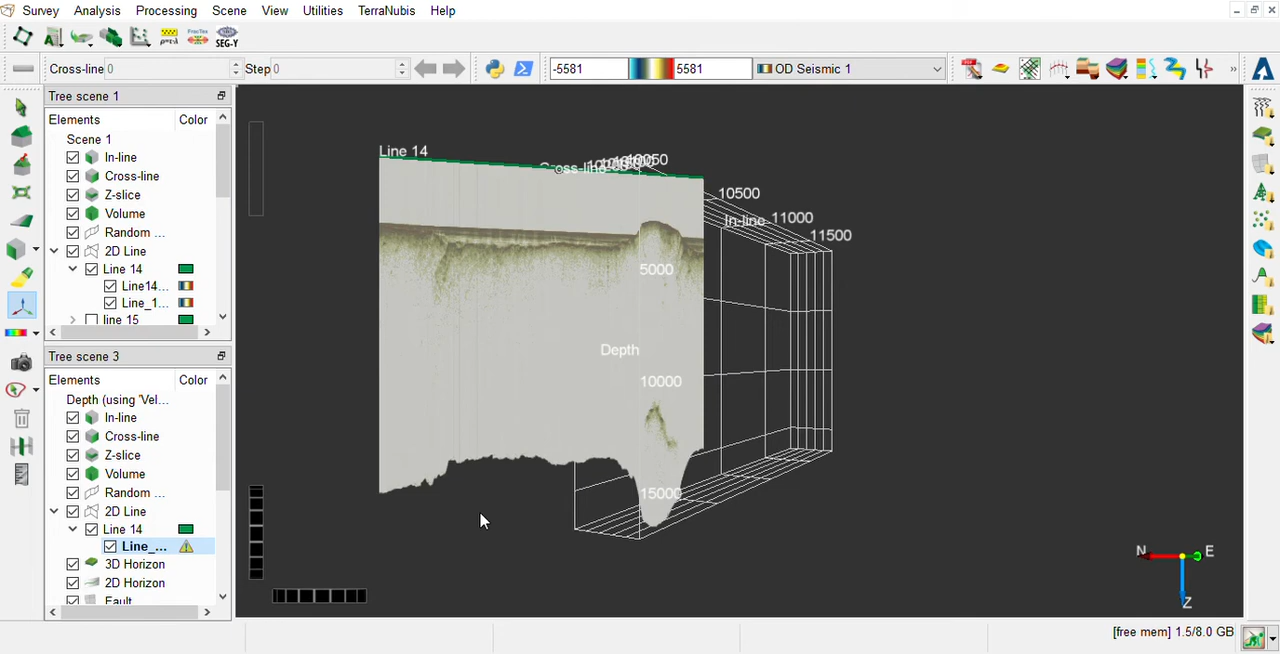 Survey Analysis Processing Scene View Utilities TerraNubis Help
SEG-Y
Cross-line 0 Step 0 -5581 5581 OD Seismic 1 »
Tree scene 1
Elements Color
Scene 1
In-line
Cross-line
Z-slice
Volume
Random ...
2D Line
Line 14
Line14...
Line_1...
line 15
Tree scene 3
Elements Color
Depth (using 'Vel...
In-line
Cross-line
Z-slice
Volume
Random ...
2D Line
Line 14
Line_...
3D Horizon
2D Horizon
Fault
Line 14
10050
10500
In-line 11000
11500
5000
Depth
10000
15000
N E
Z
[free mem] 1.5/8.0 GB